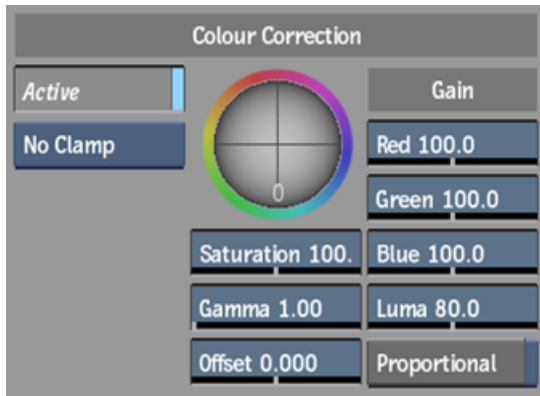 Colour Correction
Active
No Clamp
0
Saturation 100.
Gamma 1.00
Offset 0.000
Gain
Red 100.0
Green 100.0
Blue 100.0
Luma 80.0
Proportional